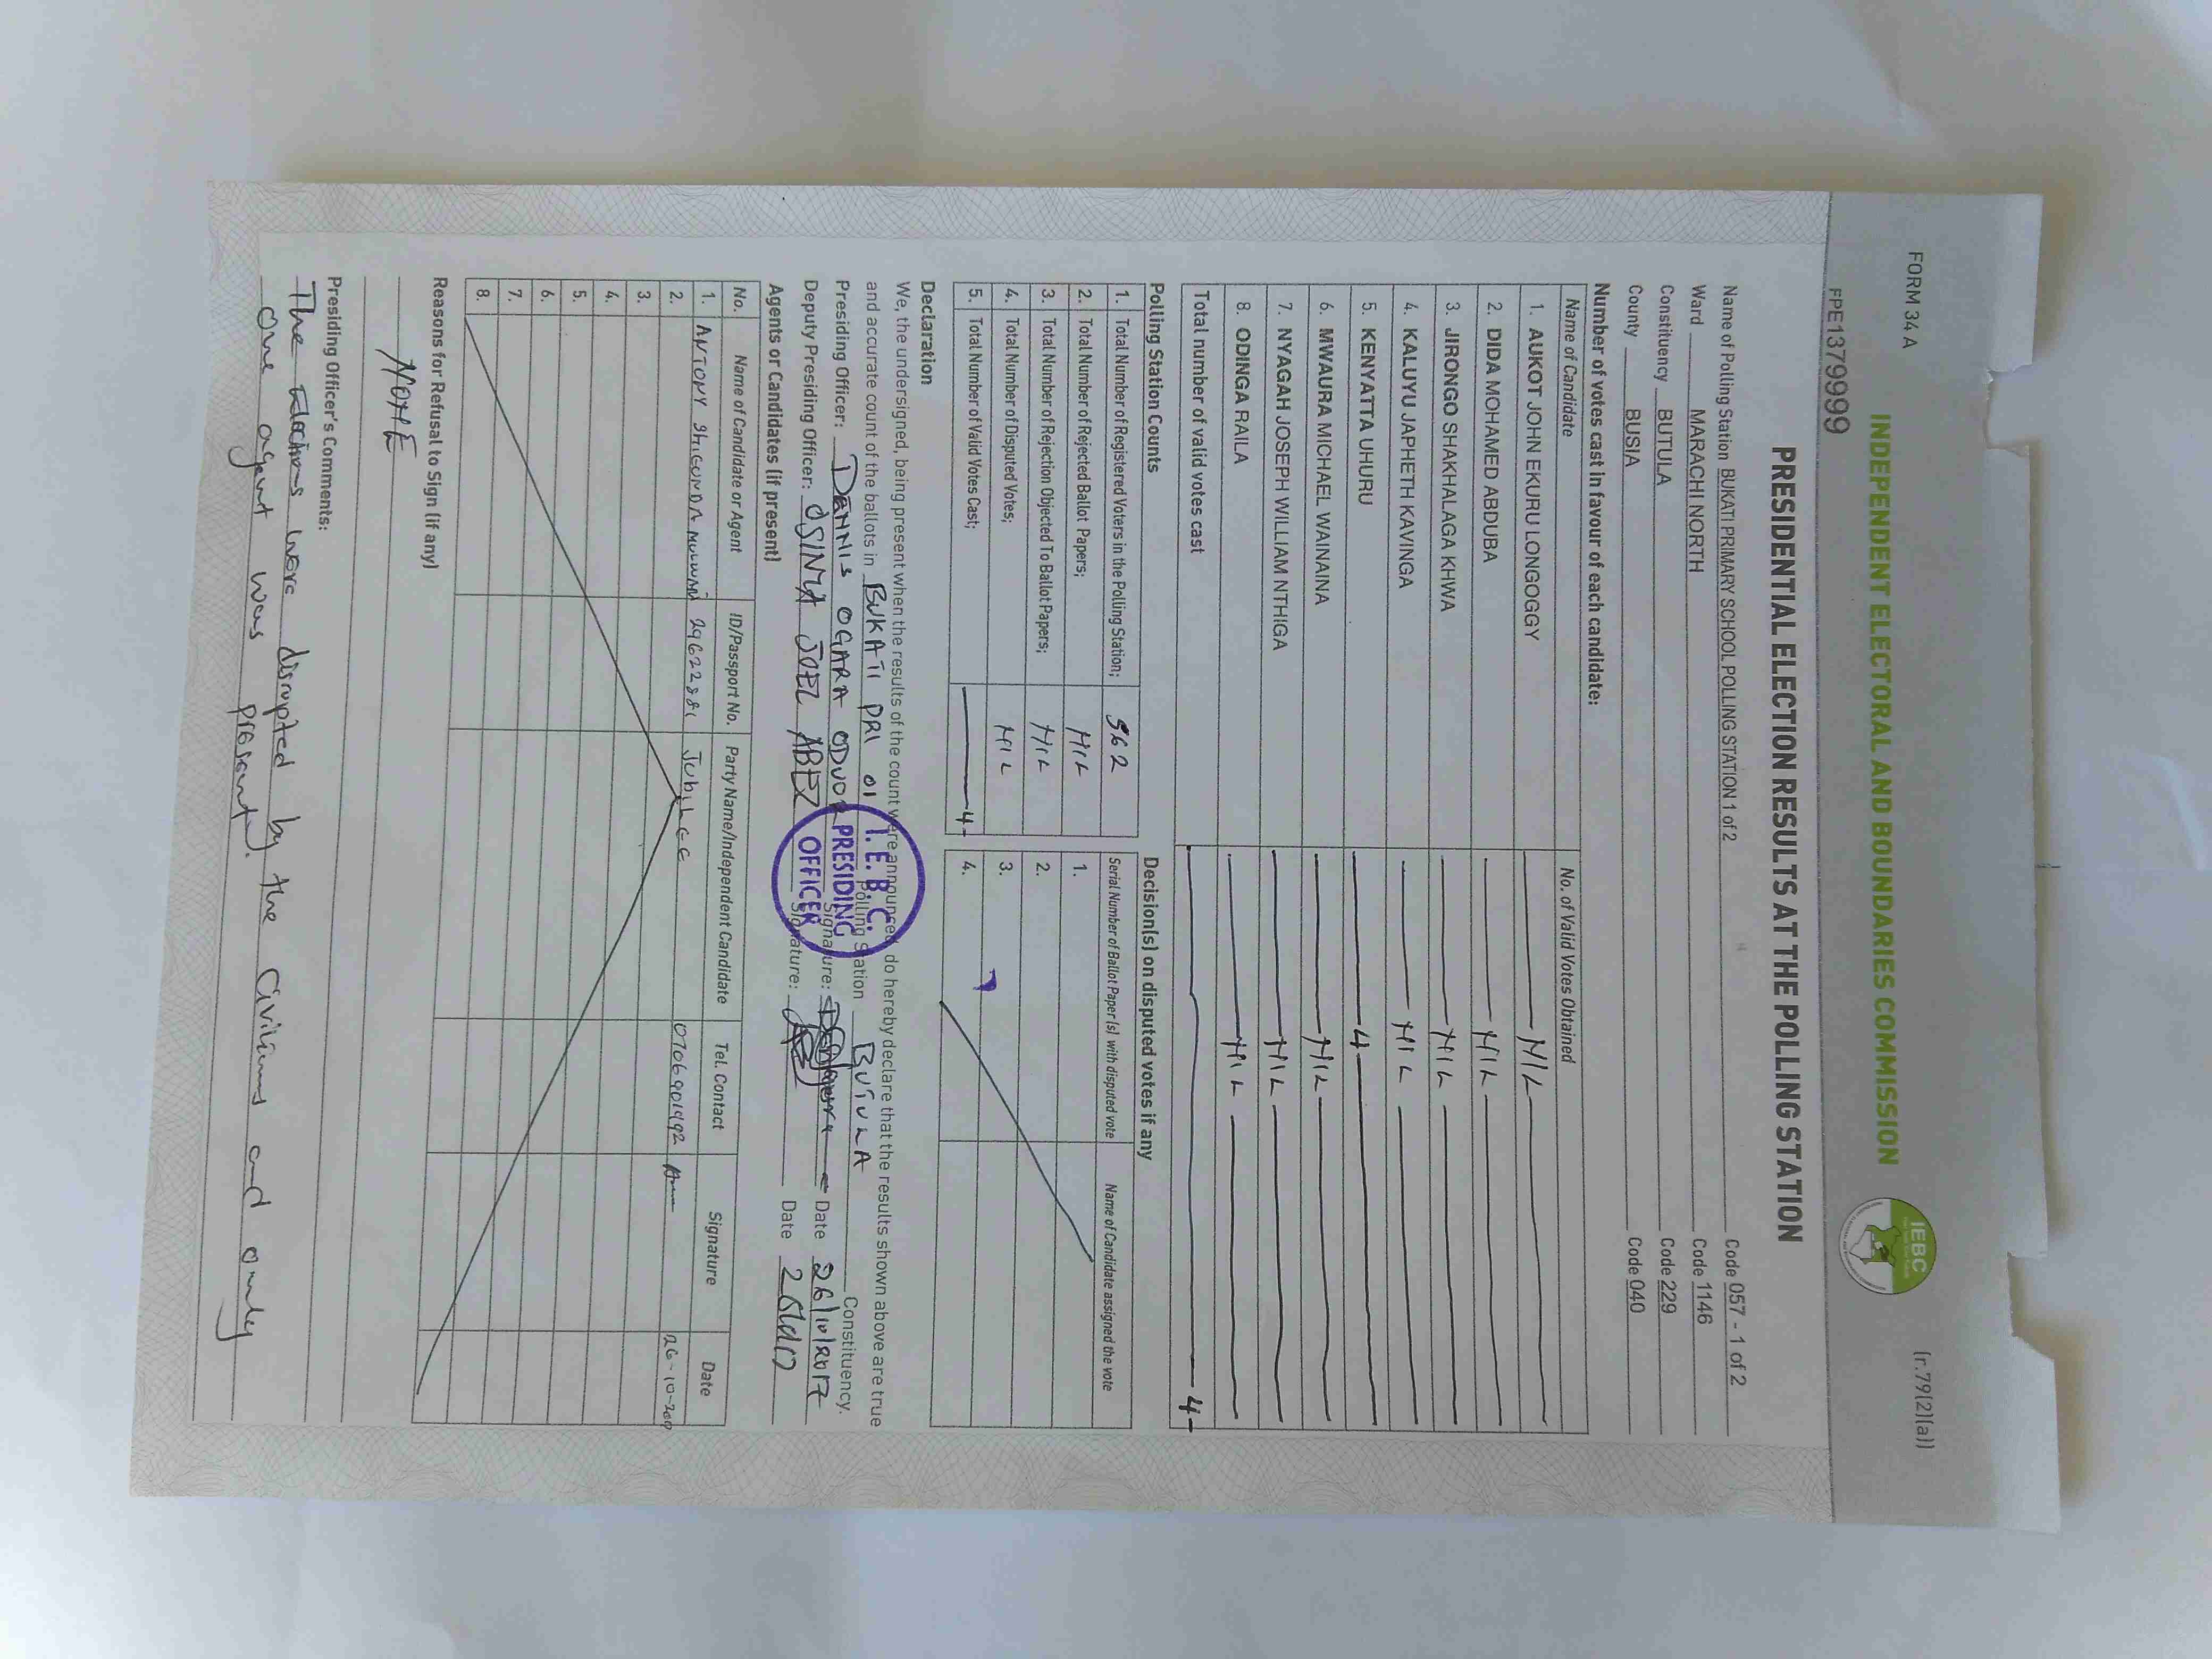 FORM 34 A
(r.79(2)(a))
INDEPENDENT ELECTORAL AND BOUNDARIES COMMISSION
IEBC
FPE1379999
PRESIDENTIAL ELECTION RESULTS AT THE POLLING STATION
Name of Polling Station BUKATI PRIMARY SCHOOL POLLING STATION 1 of 2 Code 057 - 1 of 2
Ward MARACHI NORTH Code 1146
Constituency BUTULA Code 229
County BUSIA Code 040
Number of votes cast in favour of each candidate:
Name of Candidate No. of Valid Votes Obtained
1. AUKOT JOHN EKURU LONGOGGY NIL
2. DIDA MOHAMED ABDUBA NIL
3. JIRONGO SHAKHALAGA KHWA NIL
4. KALUYU JAPHETH KAVINGA NIL
5. KENYATTA UHURU 4
6. MWAURA MICHAEL WAINAINA NIL
7. NYAGAH JOSEPH WILLIAM NTHIGA NIL
8. ODINGA RAILA NIL
Total number of valid votes cast 4
Polling Station Counts
1. Total Number of Registered Voters in the Polling Station; 562
2. Total Number of Rejected Ballot Papers; NIL
3. Total Number of Rejection Objected To Ballot Papers; NIL
4. Total Number of Disputed Votes; NIL
5. Total Number of Valid Votes Cast; 4
Decision(s) on disputed votes if any
Serial Number of Ballot Paper (s) with disputed vote Name of Candidate assigned the vote
1.
2.
3.
4.
Declaration
We, the undersigned, being present when the results of the count were announced, do hereby declare that the results shown above are true
and accurate count of the ballots in BUKATI PRI 01 Polling Station BUTULA Constituency.
Presiding Officer: DENNIS OGARA ODUOR Signature: Date 26/10/2017
Deputy Presiding Officer: OSINYA JOEL Signature: Date
I.E.B.C.
PRESIDING
OFFICER
Agents or Candidates (if present)
No. Name of Candidate or Agent ID/Passport No. Party Name/Independent Candidate Tel. Contact Signature Date
1. ANTONY 29622881 JUBILEE 0706901992 26-10-2017
2.
3.
4.
5.
6.
7.
8.
Reasons for Refusal to Sign (if any)
NONE
Presiding Officer's Comments:
The Elections were disrupted by the Civilians and only
one agent was present.